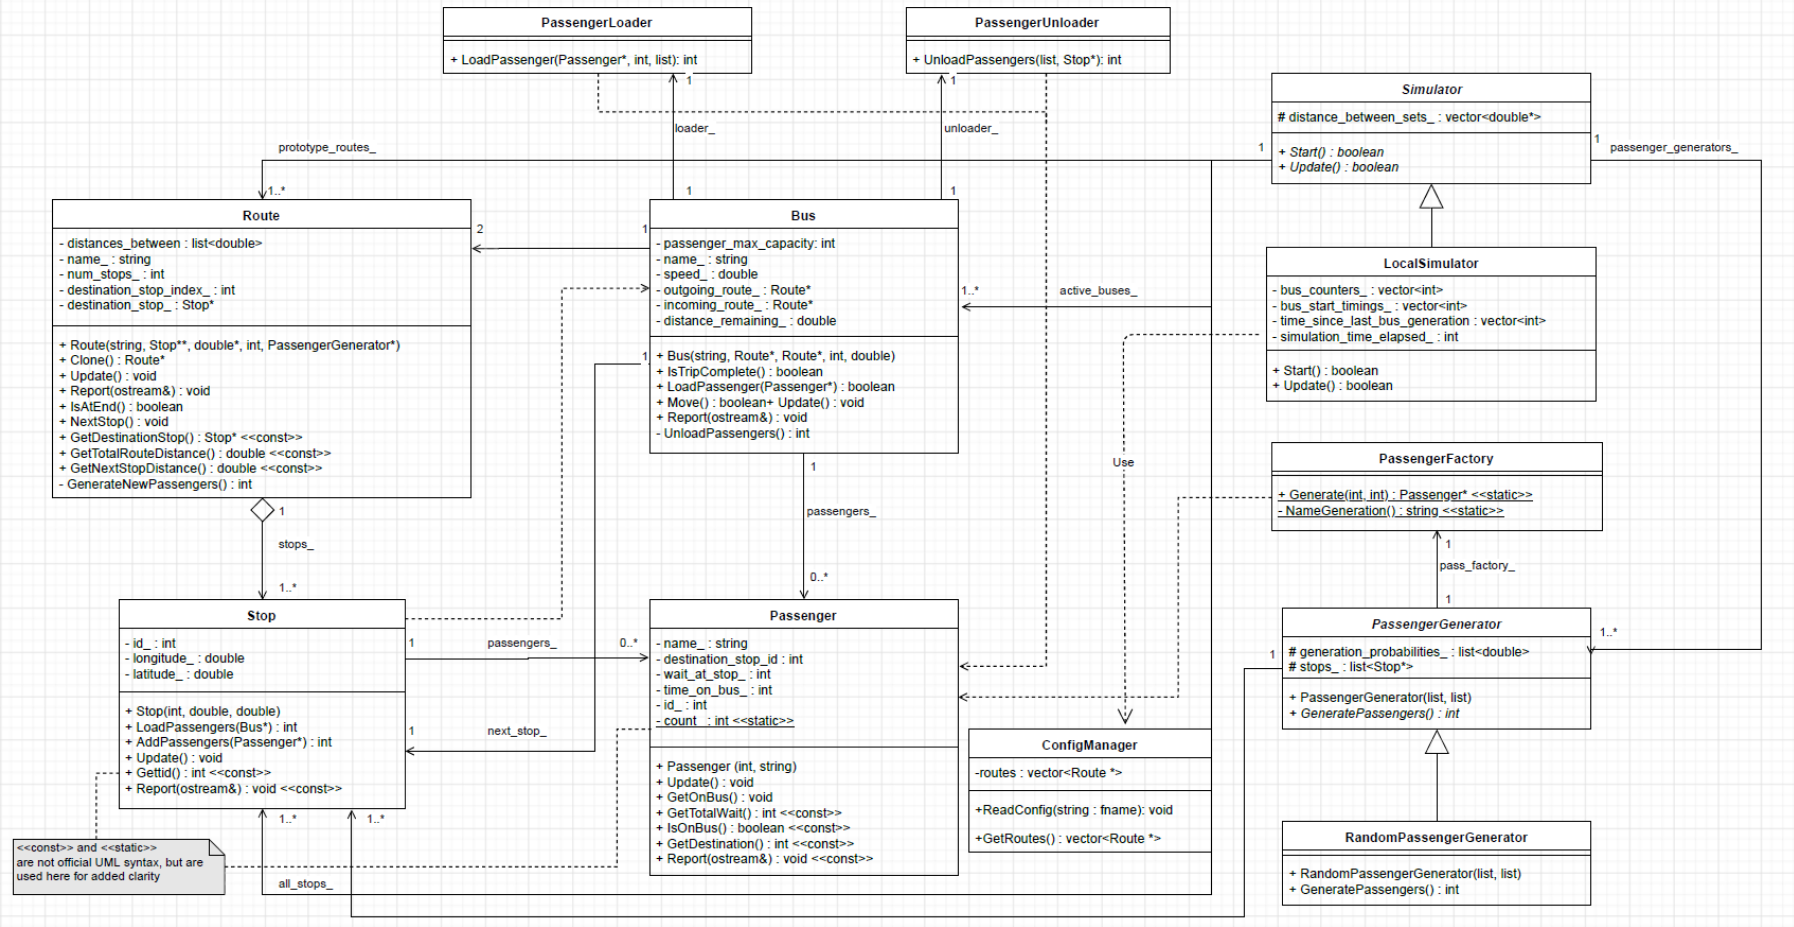 PassengerLoader
+ LoadPassenger(Passenger*, int, list): int
PassengerUnloader
+ UnloadPassengers(list, Stop*): int
1
1
loader_
unloader_
1
1
Simulator
# distance_between_sets_ : vector<double*>
+ Start() : boolean
+ Update() : boolean
1
1
passenger_generators_
prototype_routes_
1..*
Route
- distances_between : list<double>
- name_ : string
- num_stops_ : int
- destination_stop_index_ : int
- destination_stop_ : Stop*
+ Route(string, Stop**, double*, int, PassengerGenerator*)
+ Clone() : Route*
+ Update() : void
+ Report(ostream&) : void
+ IsAtEnd() : boolean
+ NextStop() : void
+ GetDestinationStop() : Stop* <<const>>
+ GetTotalRouteDistance() : double <<const>>
+ GetNextStopDistance() : double <<const>>
- GenerateNewPassengers() : int
2
1
Bus
- passenger_max_capacity: int
- name_ : string
- speed_ : double
- outgoing_route_ : Route*
- incoming_route_ : Route*
- distance_remaining_ : double
+ Bus(string, Route*, Route*, int, double)
+ IsTripComplete() : boolean
+ LoadPassenger(Passenger*) : boolean
+ Move() : boolean+ Update() : void
+ Report(ostream&) : void
- UnloadPassengers() : int
1
1..*
active_buses_
LocalSimulator
- bus_counters_ : vector<int>
- bus_start_timings_ : vector<int>
- time_since_last_bus_generation : vector<int>
- simulation_time_elapsed_ : int
+ Start() : boolean
+ Update() : boolean
Use
1
passengers_
0..*
PassengerFactory
+ Generate(int, int) : Passenger* <<static>>
- NameGeneration() : string <<static>>
1
pass_factory_
1
1
stops_
1..*
Stop
- id_ : int
- longitude_ : double
- latitude_ : double
+ Stop(int, double, double)
+ LoadPassengers(Bus*) : int
+ AddPassengers(Passenger*) : int
+ Update() : void
+ GettId() : int <<const>>
+ Report(ostream&) : void <<const>>
1
passengers_
0..*
1
next_stop_
Passenger
- name_ : string
- destination_stop_id : int
- wait_at_stop_ : int
- time_on_bus_ : int
- id_ : int
- count_ : int <<static>>
+ Passenger (int, string)
+ Update() : void
+ GetOnBus() : void
+ GetTotalWait() : int <<const>>
+ IsOnBus() : boolean <<const>>
+ GetDestination() : int <<const>>
+ Report(ostream&) : void <<const>>
ConfigManager
-routes : vector<Route *>
+ReadConfig(string : fname): void
+GetRoutes() : vector<Route *>
1
1..*
PassengerGenerator
# generation_probabilities_ : list<double>
# stops_ : list<Stop*>
+ PassengerGenerator(list, list)
+ GeneratePassengers() : int
RandomPassengerGenerator
+ RandomPassengerGenerator(list, list)
+ GeneratePassengers() : int
1..*
1..*
all_stops_
<<const>> and <<static>>
are not official UML syntax, but are
used here for added clarity